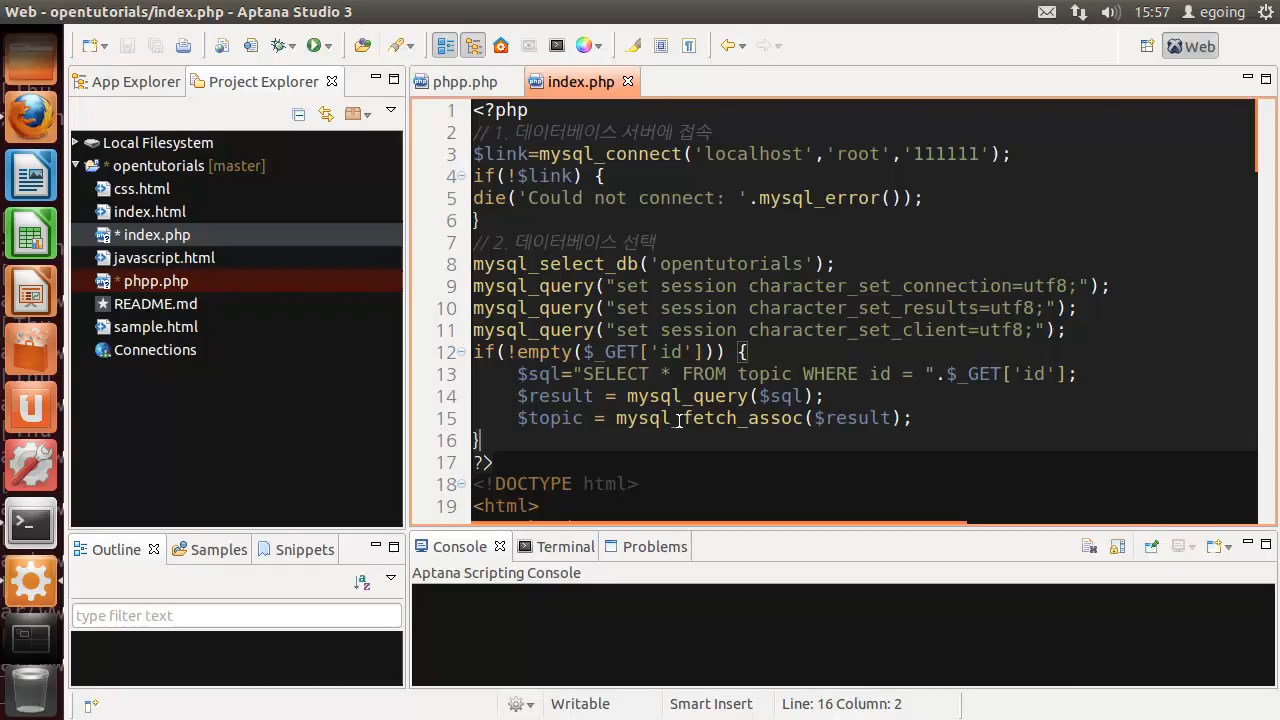 Web - opentutorials/index.php - Aptana Studio 3
15:57
egoing
Web
App Explorer
Project Explorer
phpp.php
index.php
Local Filesystem
* opentutorials [master]
css.html
index.html
* index.php
javascript.html
* phpp.php
README.md
sample.html
Connections
1 <?php
2 // 1. 데이터베이스 서버에 접속
3 $link=mysql_connect('localhost','root','111111');
4 if(!$link) {
5 die('Could not connect: '.mysql_error());
6 }
7 // 2. 데이터베이스 선택
8 mysql_select_db('opentutorials');
9 mysql_query("set session character_set_connection=utf8;");
10 mysql_query("set session character_set_results=utf8;");
11 mysql_query("set session character_set_client=utf8;");
12 if(!empty($_GET['id'])) {
13 $sql="SELECT * FROM topic WHERE id = ".$_GET['id'];
14 $result = mysql_query($sql);
15 $topic = mysql_fetch_assoc($result);
16 }
17 ?>
18 <!DOCTYPE html>
19 <html>
Outline
Samples
Snippets
type filter text
Console
Terminal
Problems
Aptana Scripting Console
Writable
Smart Insert
Line: 16 Column: 2